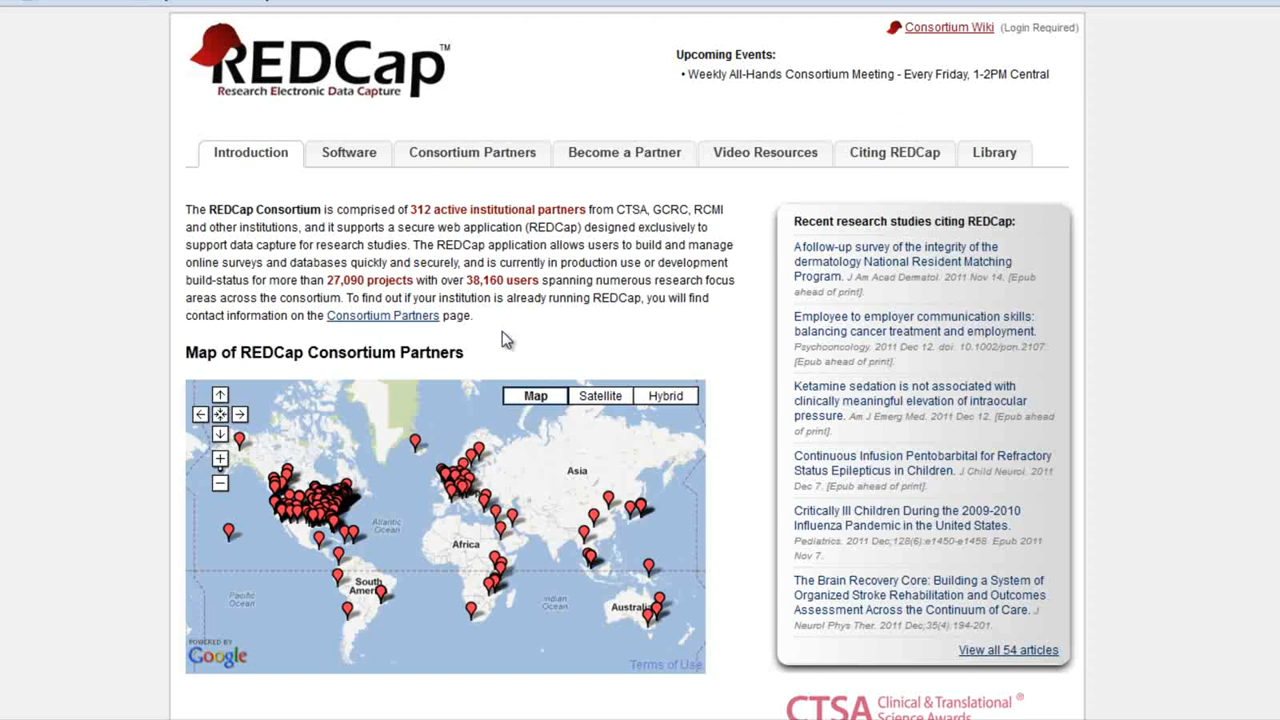 REDCap™
Research Electronic Data Capture
Consortium Wiki (Login Required)
Upcoming Events:
• Weekly All-Hands Consortium Meeting - Every Friday, 1-2PM Central
Introduction
Software
Consortium Partners
Become a Partner
Video Resources
Citing REDCap
Library
The REDCap Consortium is comprised of 312 active institutional partners from CTSA, GCRC, RCMI
and other institutions, and it supports a secure web application (REDCap) designed exclusively to
support data capture for research studies. The REDCap application allows users to build and manage
online surveys and databases quickly and securely, and is currently in production use or development
build-status for more than 27,090 projects with over 38,160 users spanning numerous research focus
areas across the consortium. To find out if your institution is already running REDCap, you will find
contact information on the Consortium Partners page.
Map of REDCap Consortium Partners
Map
Satellite
Hybrid
Asia
Atlantic
Ocean
Africa
South
Pacific
Ocean
Indian
Ocean
POWERED BY
Google
Terms of Use
Recent research studies citing REDCap:
A follow-up survey of the integrity of the
dermatology National Resident Matching
Program. J Am Acad Dermatol. 2011 Nov 14. [Epub
ahead of print].
Employee to employer communication skills:
balancing cancer treatment and employment.
Psychooncology. 2011 Dec 12. doi: 10.1002/pon.2107.
[Epub ahead of print].
Ketamine sedation is not associated with
clinically meaningful elevation of intraocular
pressure. Am J Emerg Med. 2011 Dec 12. [Epub ahead
of print].
Continuous Infusion Pentobarbital for Refractory
Status Epilepticus in Children. J Child Neurol. 2011
Dec 7. [Epub ahead of print].
Critically Ill Children During the 2009-2010
Influenza Pandemic in the United States.
Pediatrics. 2011 Dec;128(6):e1450-e1458 Epub 2011
Nov 7.
The Brain Recovery Core: Building a System of
Organized Stroke Rehabilitation and Outcomes
Assessment Across the Continuum of Care. J
Neurol Phys Ther. 2011 Dec;35(4):194-201.
View all 54 articles
CTSA Clinical & Translational®
Science Awards